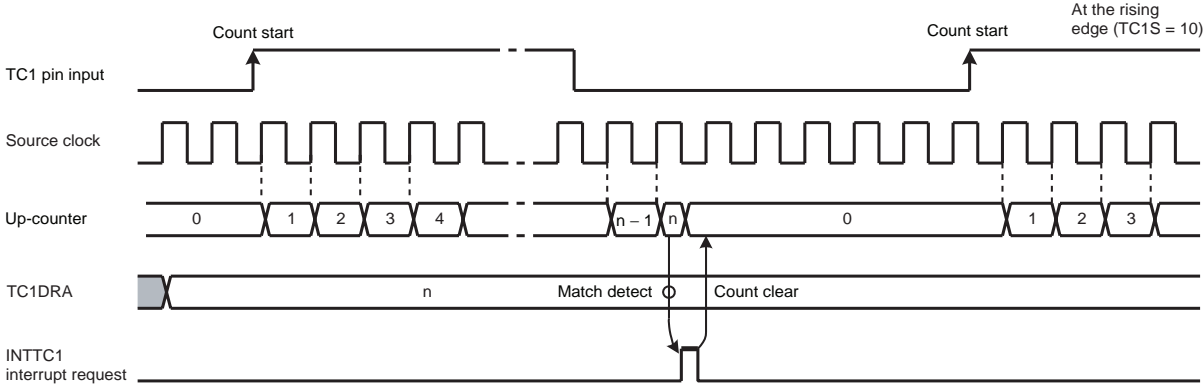 At the rising
edge (TC1S = 10)
Count start
Count start
TC1 pin input
Source clock
Up-counter
0
1
2
3
4
n – 1
n
0
1
2
3
TC1DRA
n
Match detect
Count clear
INTTC1
interrupt request